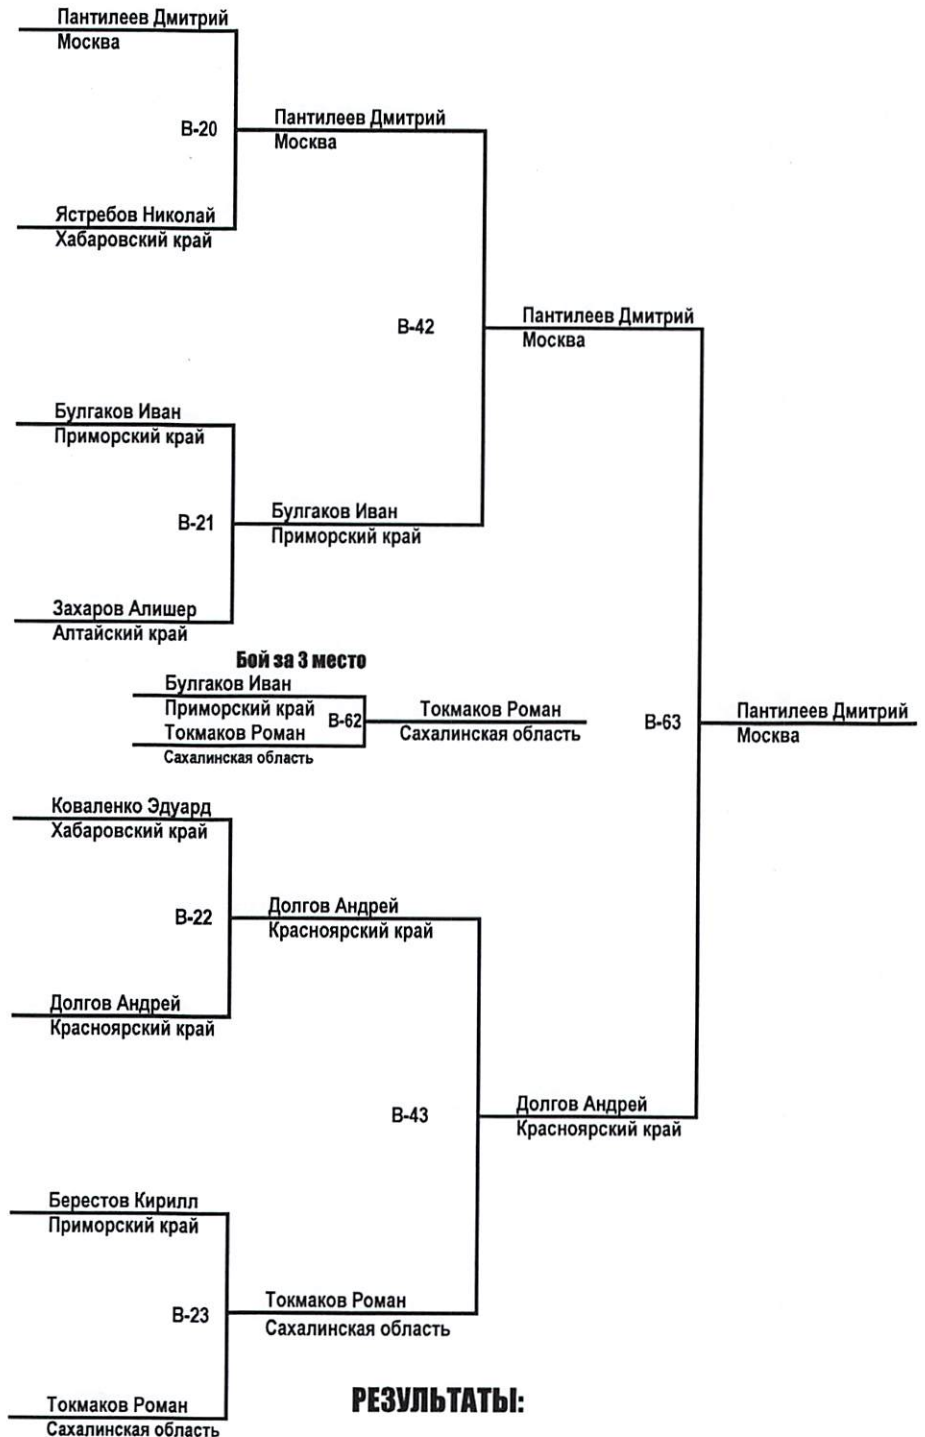 Пантилеев Дмитрий
Москва
В-20
Пантилеев Дмитрий
Москва
Ястребов Николай
Хабаровский край
В-42
Пантилеев Дмитрий
Москва
Булгаков Иван
Приморский край
В-21
Булгаков Иван
Приморский край
Захаров Алишер
Алтайский край
Бой за 3 место
Булгаков Иван
Приморский край
В-62
Токмаков Роман
Сахалинская область
Токмаков Роман
Сахалинская область
В-63
Пантилеев Дмитрий
Москва
Коваленко Эдуард
Хабаровский край
В-22
Долгов Андрей
Красноярский край
Долгов Андрей
Красноярский край
В-43
Долгов Андрей
Красноярский край
Берестов Кирилл
Приморский край
В-23
Токмаков Роман
Сахалинская область
Токмаков Роман
Сахалинская область
РЕЗУЛЬТАТЫ: